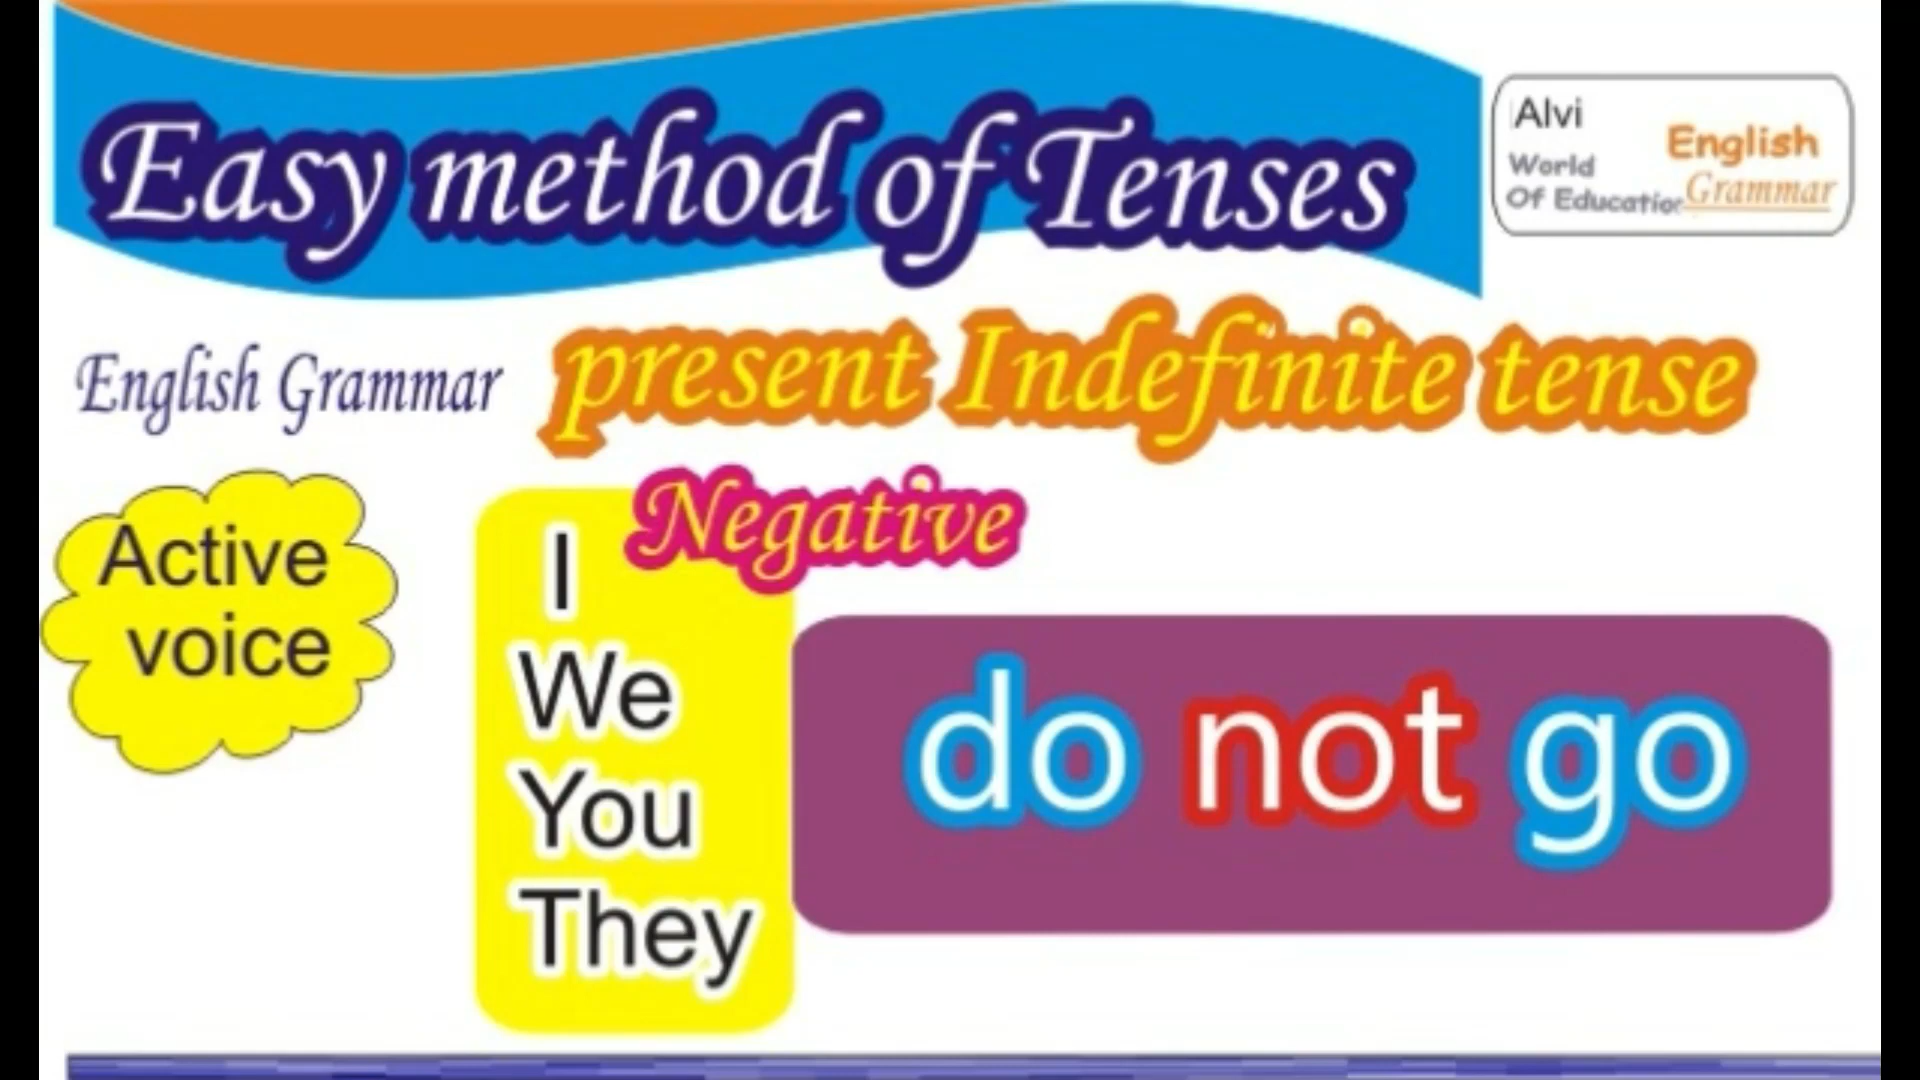 Easy method of Tenses
Alvi
World
Of Education
English
Grammar
English Grammar
present Indefinite tense
Negative
Active
voice
I
We
You
They
do not go